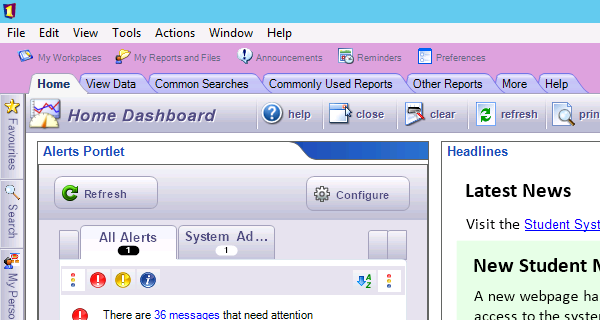 File Edit View Tools Actions Window Help
My Workplaces My Reports and Files Announcements Reminders Preferences
Home View Data Common Searches Commonly Used Reports Other Reports More Help
Home Dashboard help close clear refresh prin
Favourites
Search
My Perso
Alerts Portlet
Refresh Configure
All Alerts System Ad...
1 1
There are 36 messages that need attention
Headlines
Latest News
Visit the Student Syst
New Student M
A new webpage ha
access to the system